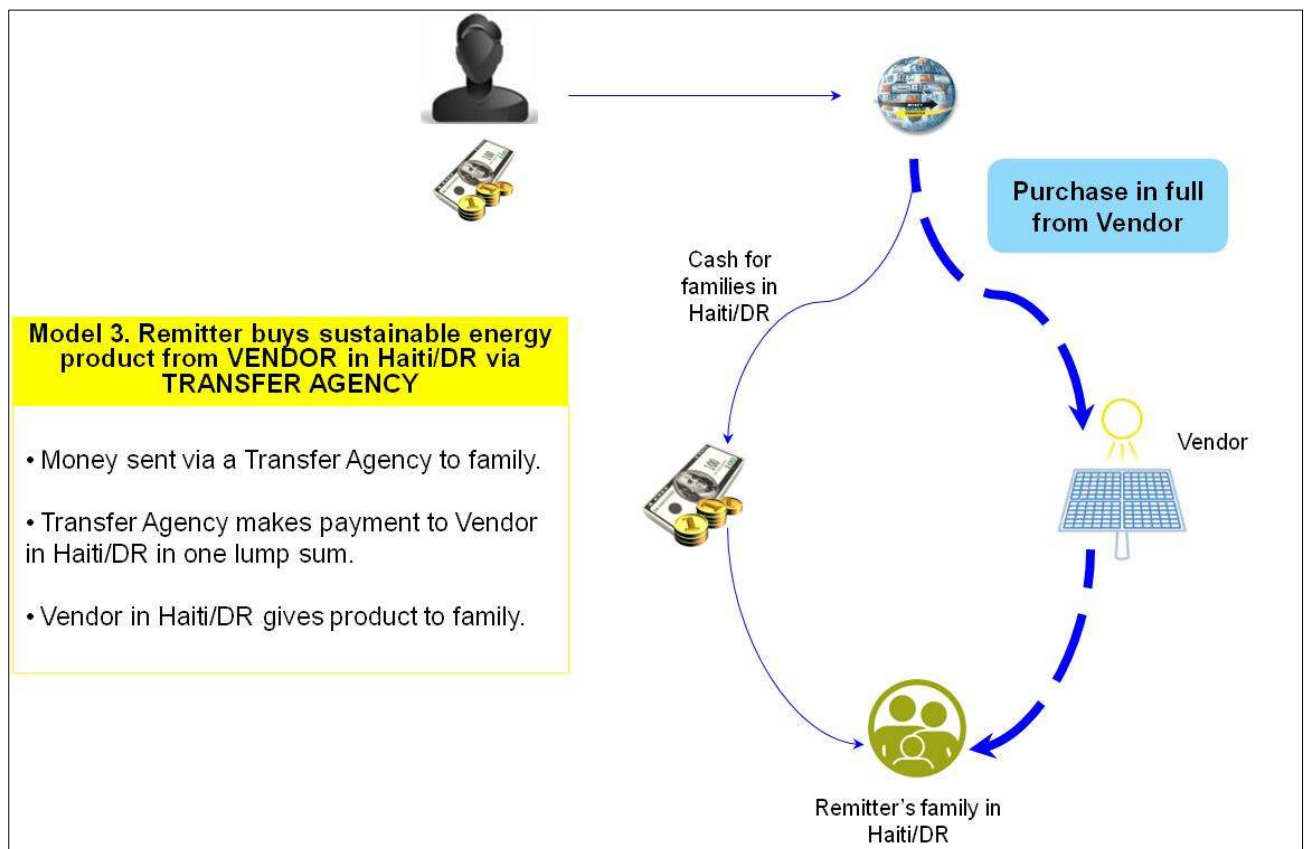 Purchase in full
from Vendor
Cash for
families in
Haiti/DR
Model 3. Remitter buys sustainable energy
product from VENDOR in Haiti/DR via
TRANSFER AGENCY
• Money sent via a Transfer Agency to family.
• Transfer Agency makes payment to Vendor
in Haiti/DR in one lump sum.
• Vendor in Haiti/DR gives product to family.
Vendor
Remitter's family in
Haiti/DR